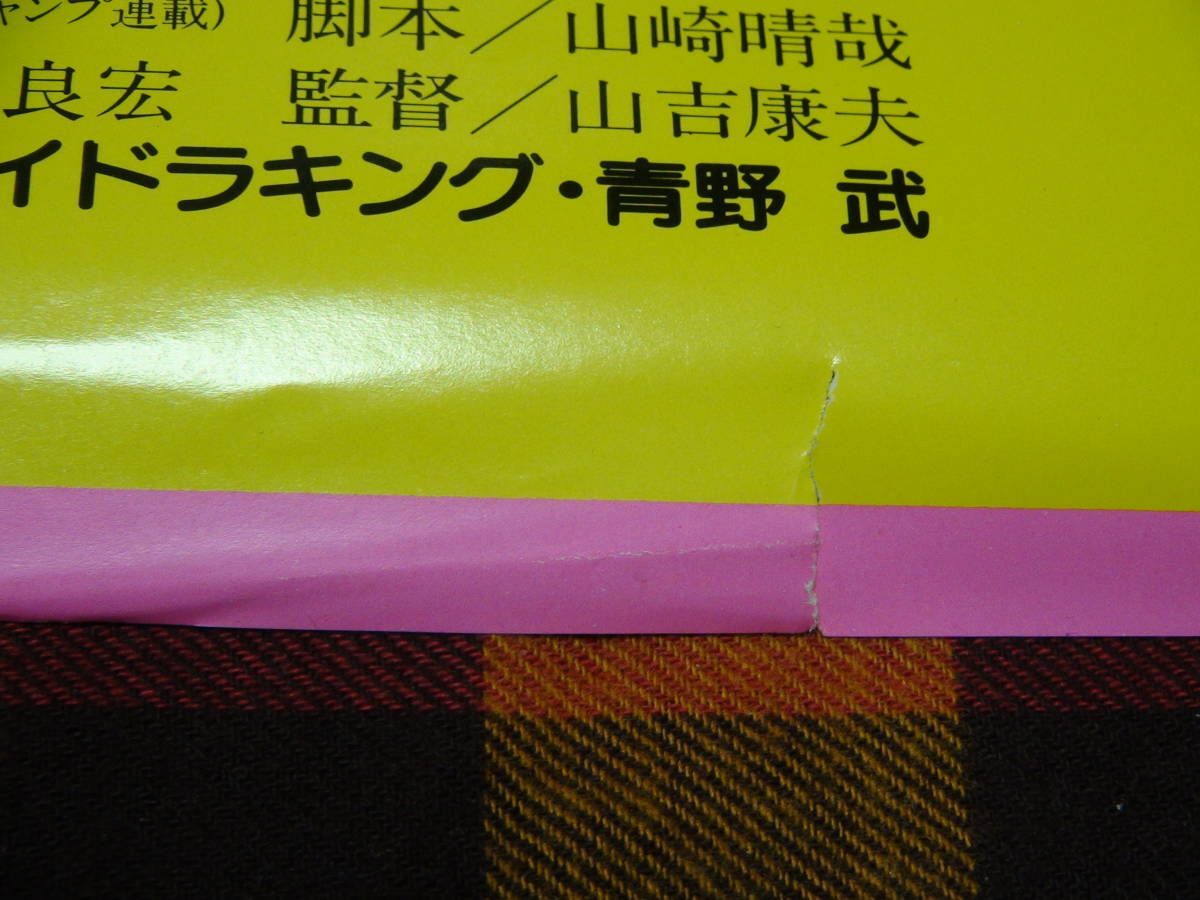 ャンプ連載) 脚本／山崎晴哉
良宏 監督／山吉康夫
イドラキング・青野 武